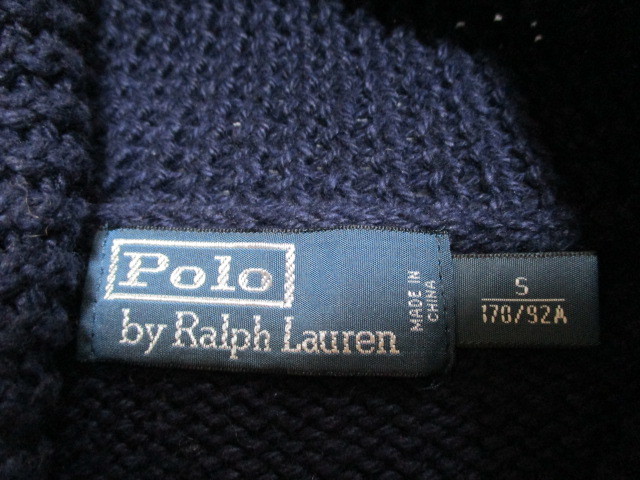 Polo
by Ralph Lauren
MADE IN
CHINA
S
170/92A